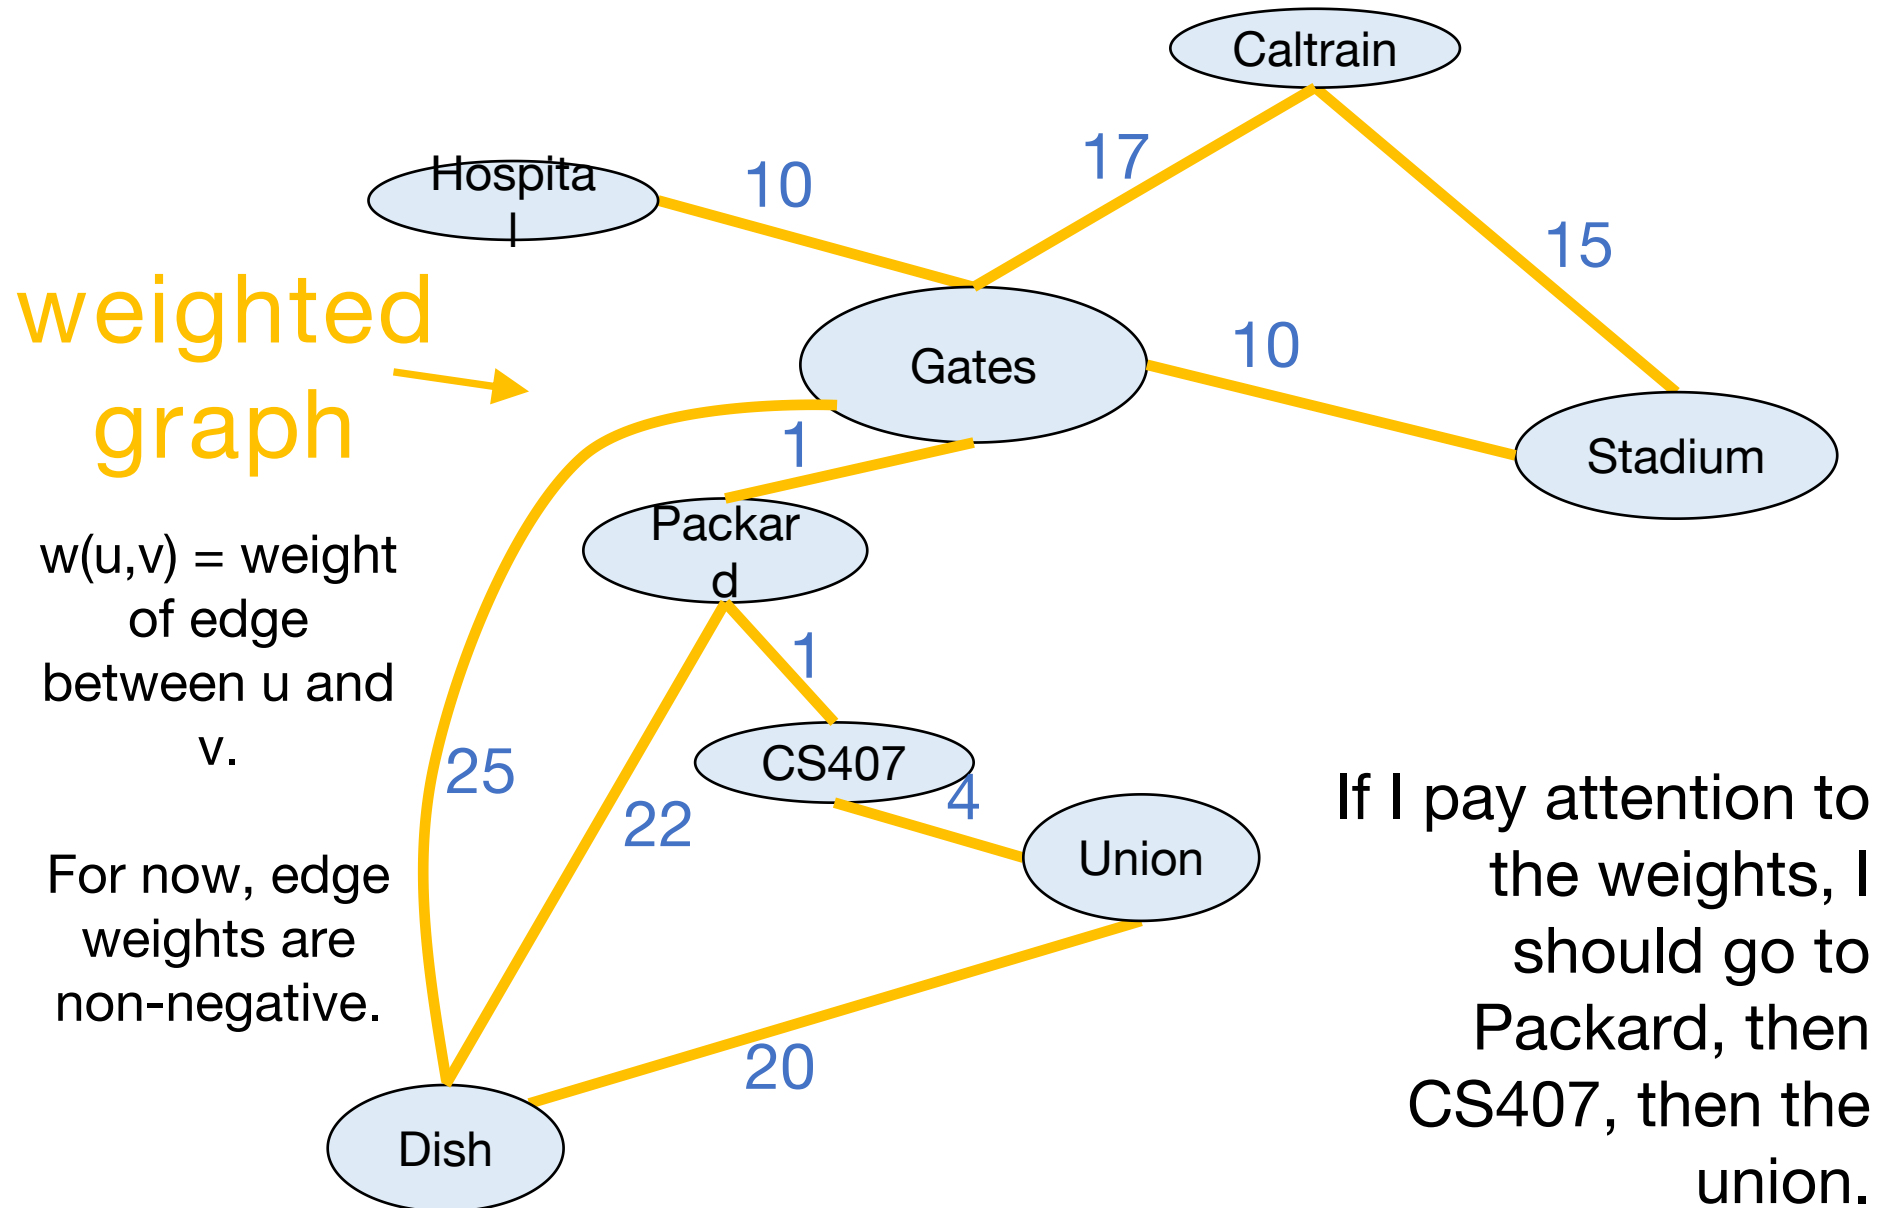 Caltrain
17
Hospita
l
10
15
weighted
graph
Gates
10
Stadium
1
Packar
d
w(u,v) = weight
of edge
between u and
v.
1
25
CS407
4
22
Union
For now, edge
weights are
non-negative.
20
Dish
If I pay attention to
the weights, I
should go to
Packard, then
CS407, then the
union.